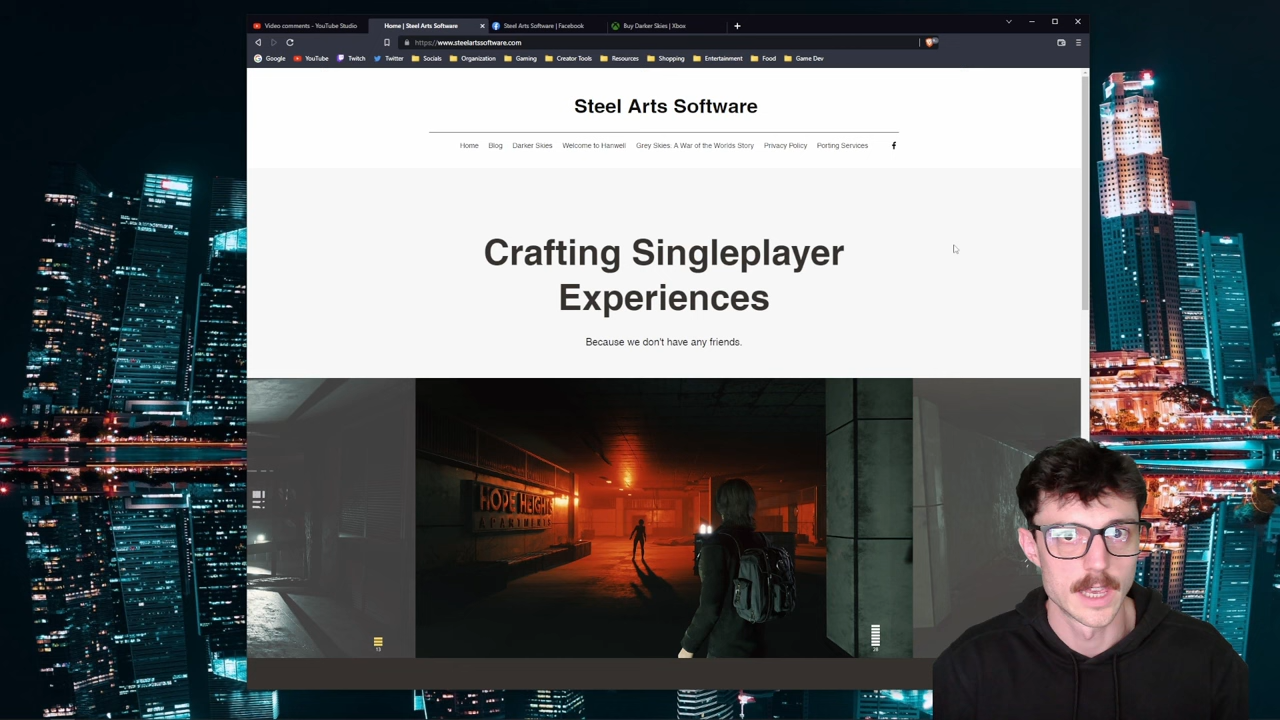 Video comments - YouTube Studio
Home | Steel Arts Software
Steel Arts Software | Facebook
Buy Darker Skies | Xbox
https://www.steelartssoftware.com
Google YouTube Twitch Twitter Socials Organization Gaming Creator Tools Resources Shopping Entertainment Food Game Dev
Steel Arts Software
Home Blog Darker Skies Welcome to Hanwell Grey Skies: A War of the Worlds Story Privacy Policy Porting Services
Crafting Singleplayer
Experiences
Because we don't have any friends.
HOPE HEIGHTS
APARTMENTS
13